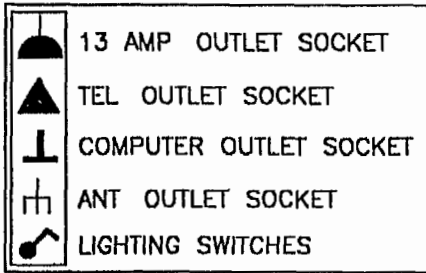 13 AMP OUTLET SOCKET
TEL OUTLET SOCKET
COMPUTER OUTLET SOCKET
ANT OUTLET SOCKET
LIGHTING SWITCHES